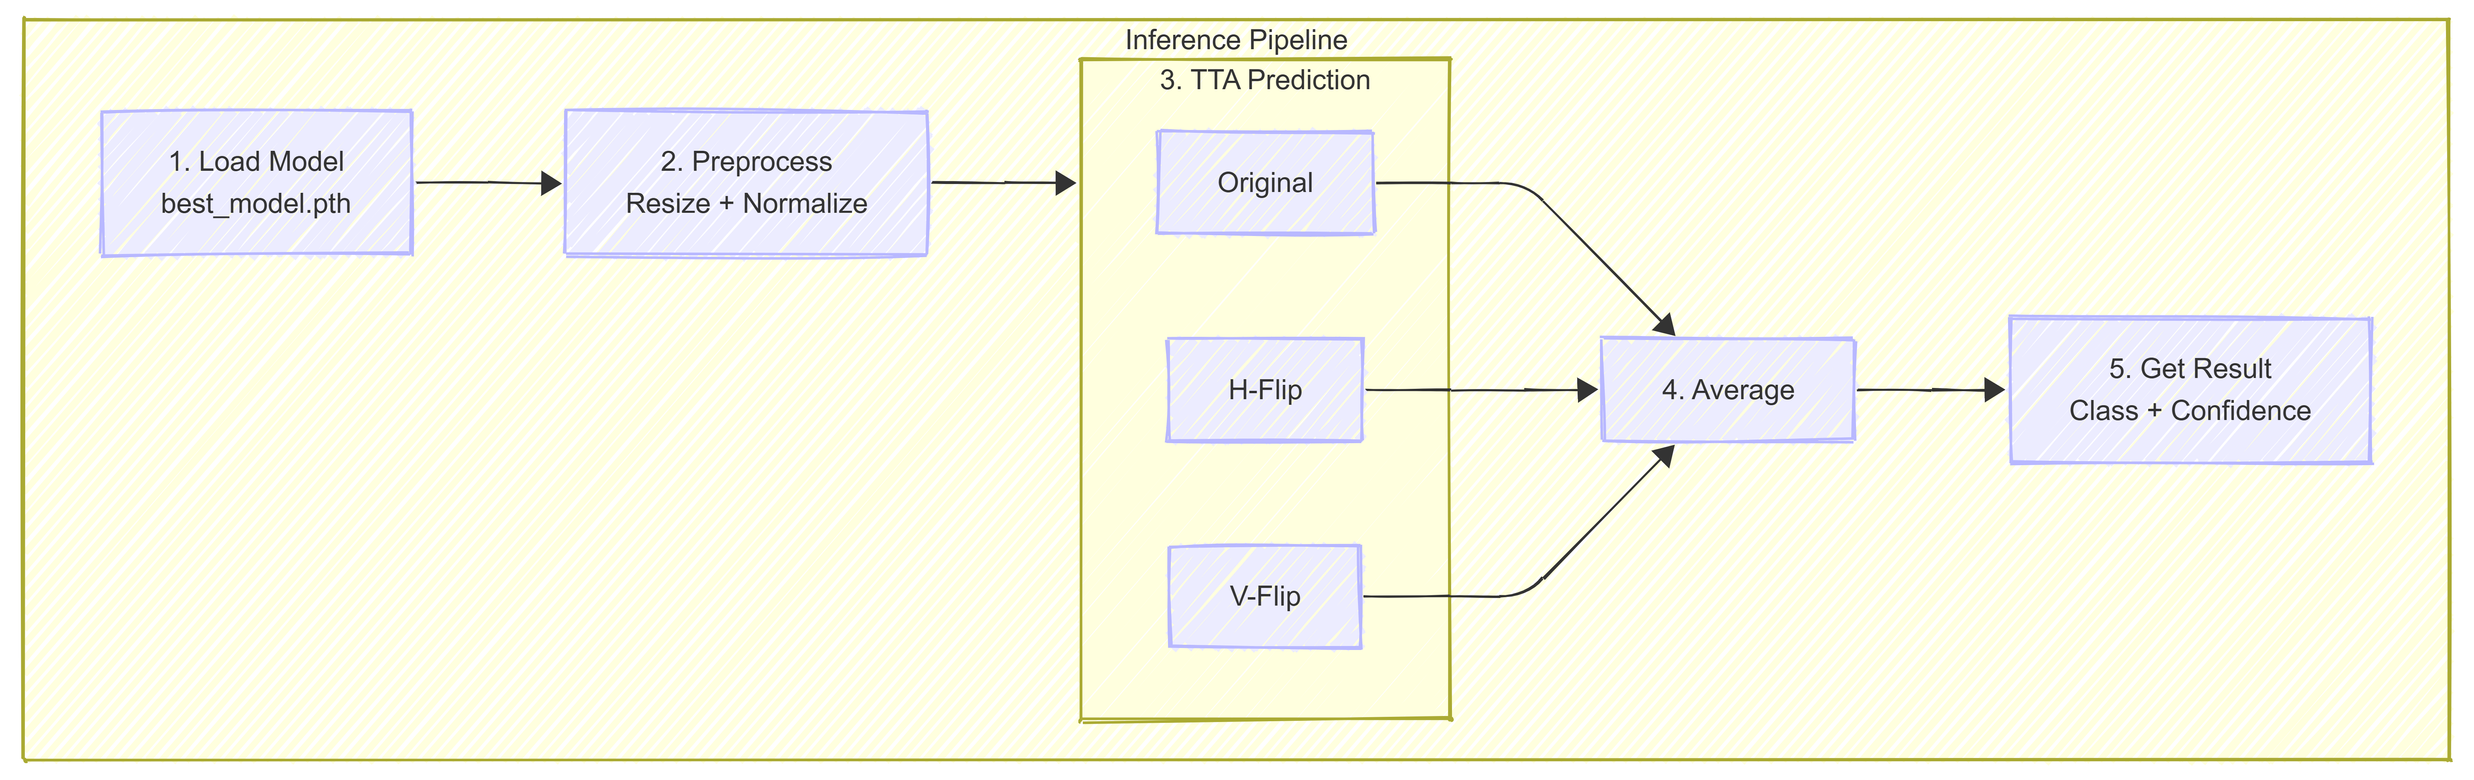 Inference Pipeline
3. TTA Prediction
1. Load Model
best_model.pth
2. Preprocess
Resize + Normalize
Original
H-Flip
V-Flip
4. Average
5. Get Result
Class + Confidence